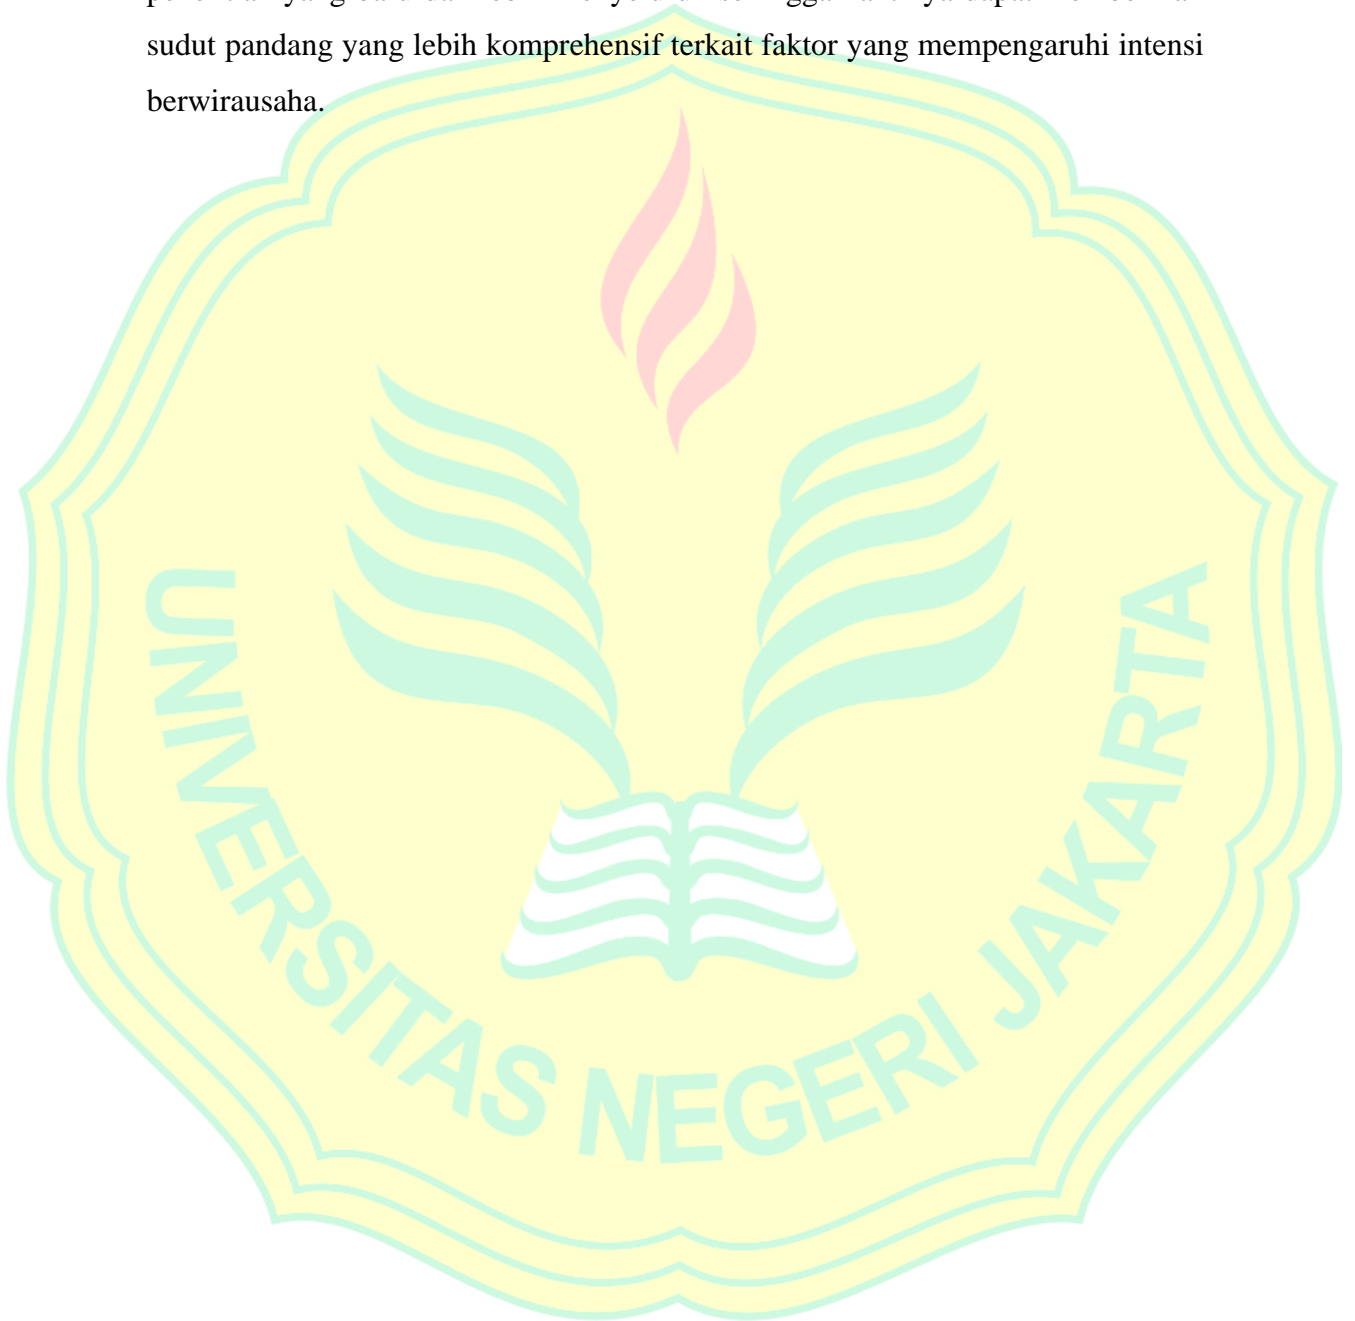 sudut pandang yang lebih komprehensif terkait faktor yang mempengaruhi intensi
berwirausaha.
UNIVERSITAS NEGERI JAKARTA